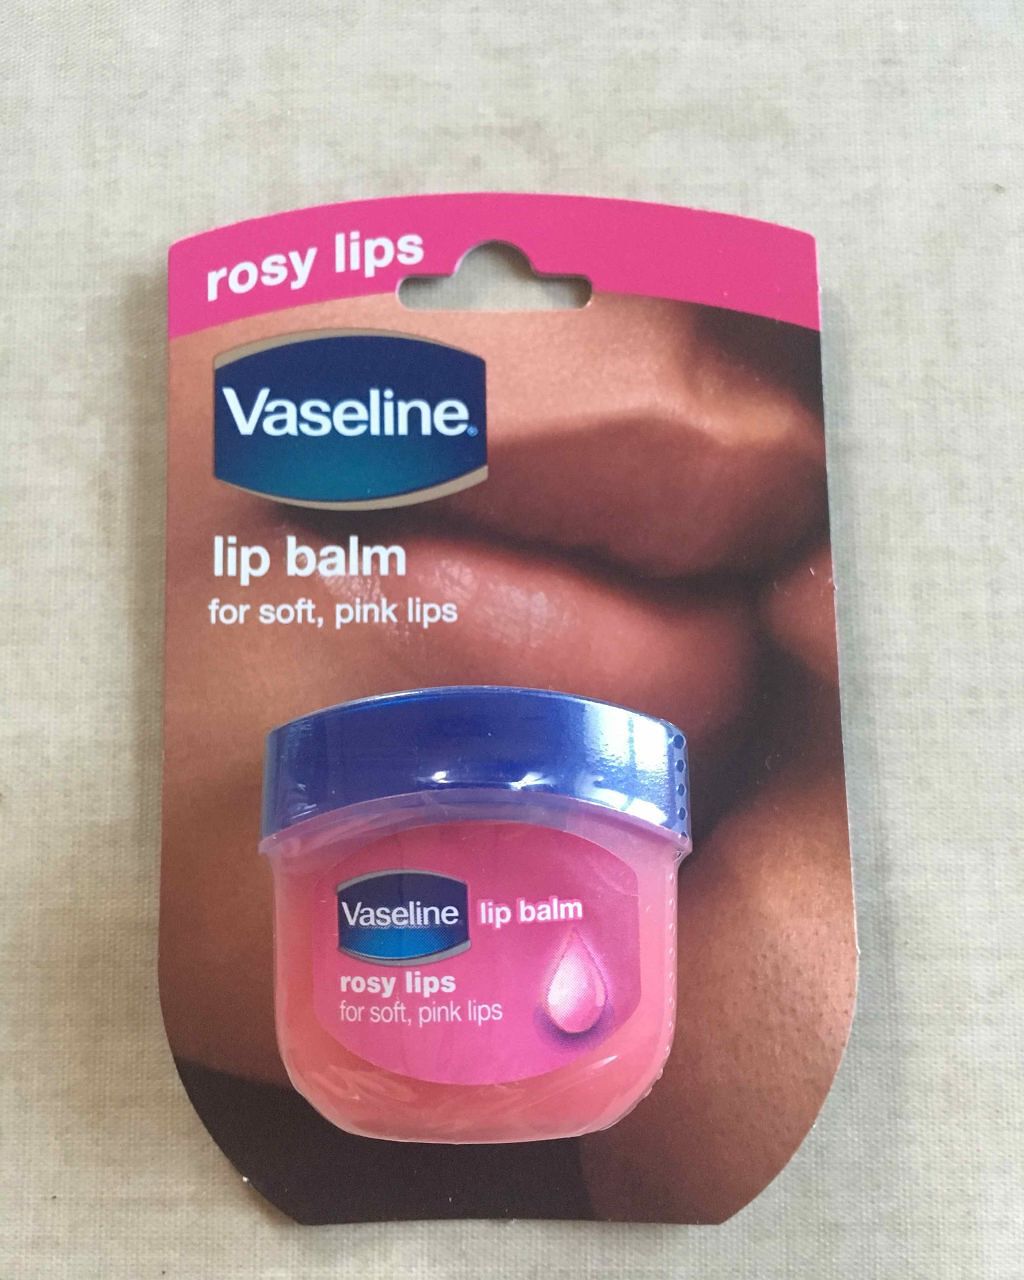 rosy lips
Vaseline®
lip balm
for soft, pink lips
Vaseline
lip balm
rosy lips
for soft, pink lips